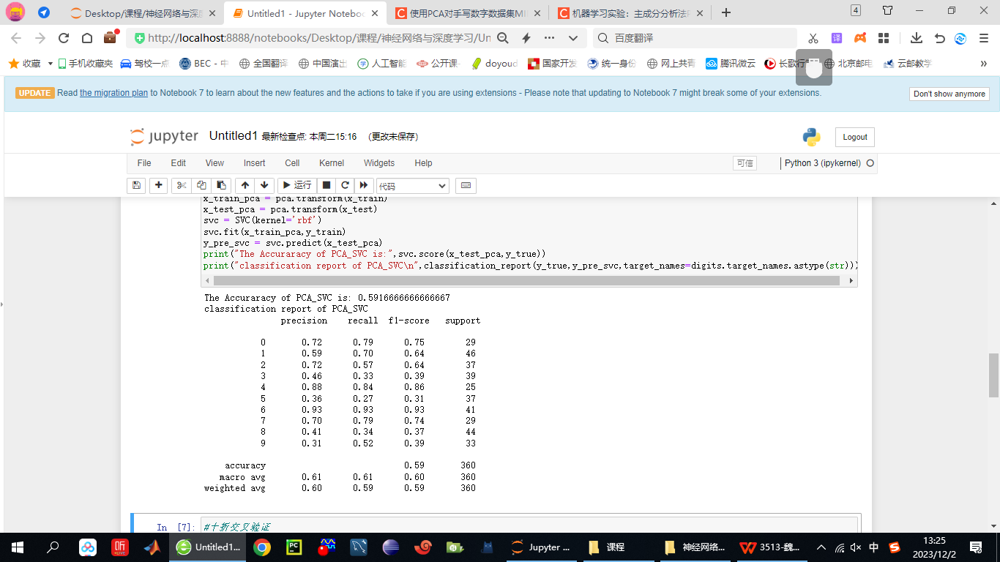 Desktop/课程/神经网络与深度
Untitled1 - Jupyter Notebook
使用PCA对手写数字数据集M
机器学习实验：主成分分析法P
4
http://localhost:8888/notebooks/Desktop/课程/神经网络与深度学习/Un
百度翻译
译
收藏 手机收藏夹 驾校一点 BEC - 中 全国翻译 中国演出 人工智能 公开课 doyoud 国家开发 统一身份 网上共青 腾讯微云 长歌行 北京邮电 云邮教学
UPDATE Read the migration plan to Notebook 7 to learn about the new features and the actions to take if you are using extensions - Please note that updating to Notebook 7 might break some of your extensions.
Don't show anymore
jupyter Untitled1 最新检查点: 本周二15:16 (更改未保存)
Logout
File Edit View Insert Cell Kernel Widgets Help
可信
Python 3 (ipykernel)
运行 代码
x_train_pca = pca.transform(x_train)
x_test_pca = pca.transform(x_test)
svc = SVC(kernel='rbf')
svc.fit(x_train_pca,y_train)
y_pre_svc = svc.predict(x_test_pca)
print("The Accuraracy of PCA_SVC is:",svc.score(x_test_pca,y_true))
print("classification report of PCA_SVC\n",classification_report(y_true,y_pre_svc,target_names=digits.target_names.astype(str)))
The Accuraracy of PCA_SVC is: 0.5916666666666667
classification report of PCA_SVC
precision recall f1-score support
0 0.72 0.79 0.75 29
1 0.59 0.70 0.64 46
2 0.72 0.57 0.64 37
3 0.46 0.33 0.39 39
4 0.88 0.84 0.86 25
5 0.36 0.27 0.31 37
6 0.93 0.93 0.93 41
7 0.70 0.79 0.74 29
8 0.41 0.34 0.37 44
9 0.31 0.52 0.39 33
accuracy 0.59 360
macro avg 0.61 0.61 0.60 360
weighted avg 0.60 0.59 0.59 360
In [7]: #十折交叉验证
听
LIVE
PC
Untitled1...
Jupyter ...
课程
神经网络...
3513-魏...
中
13:25
2023/12/2